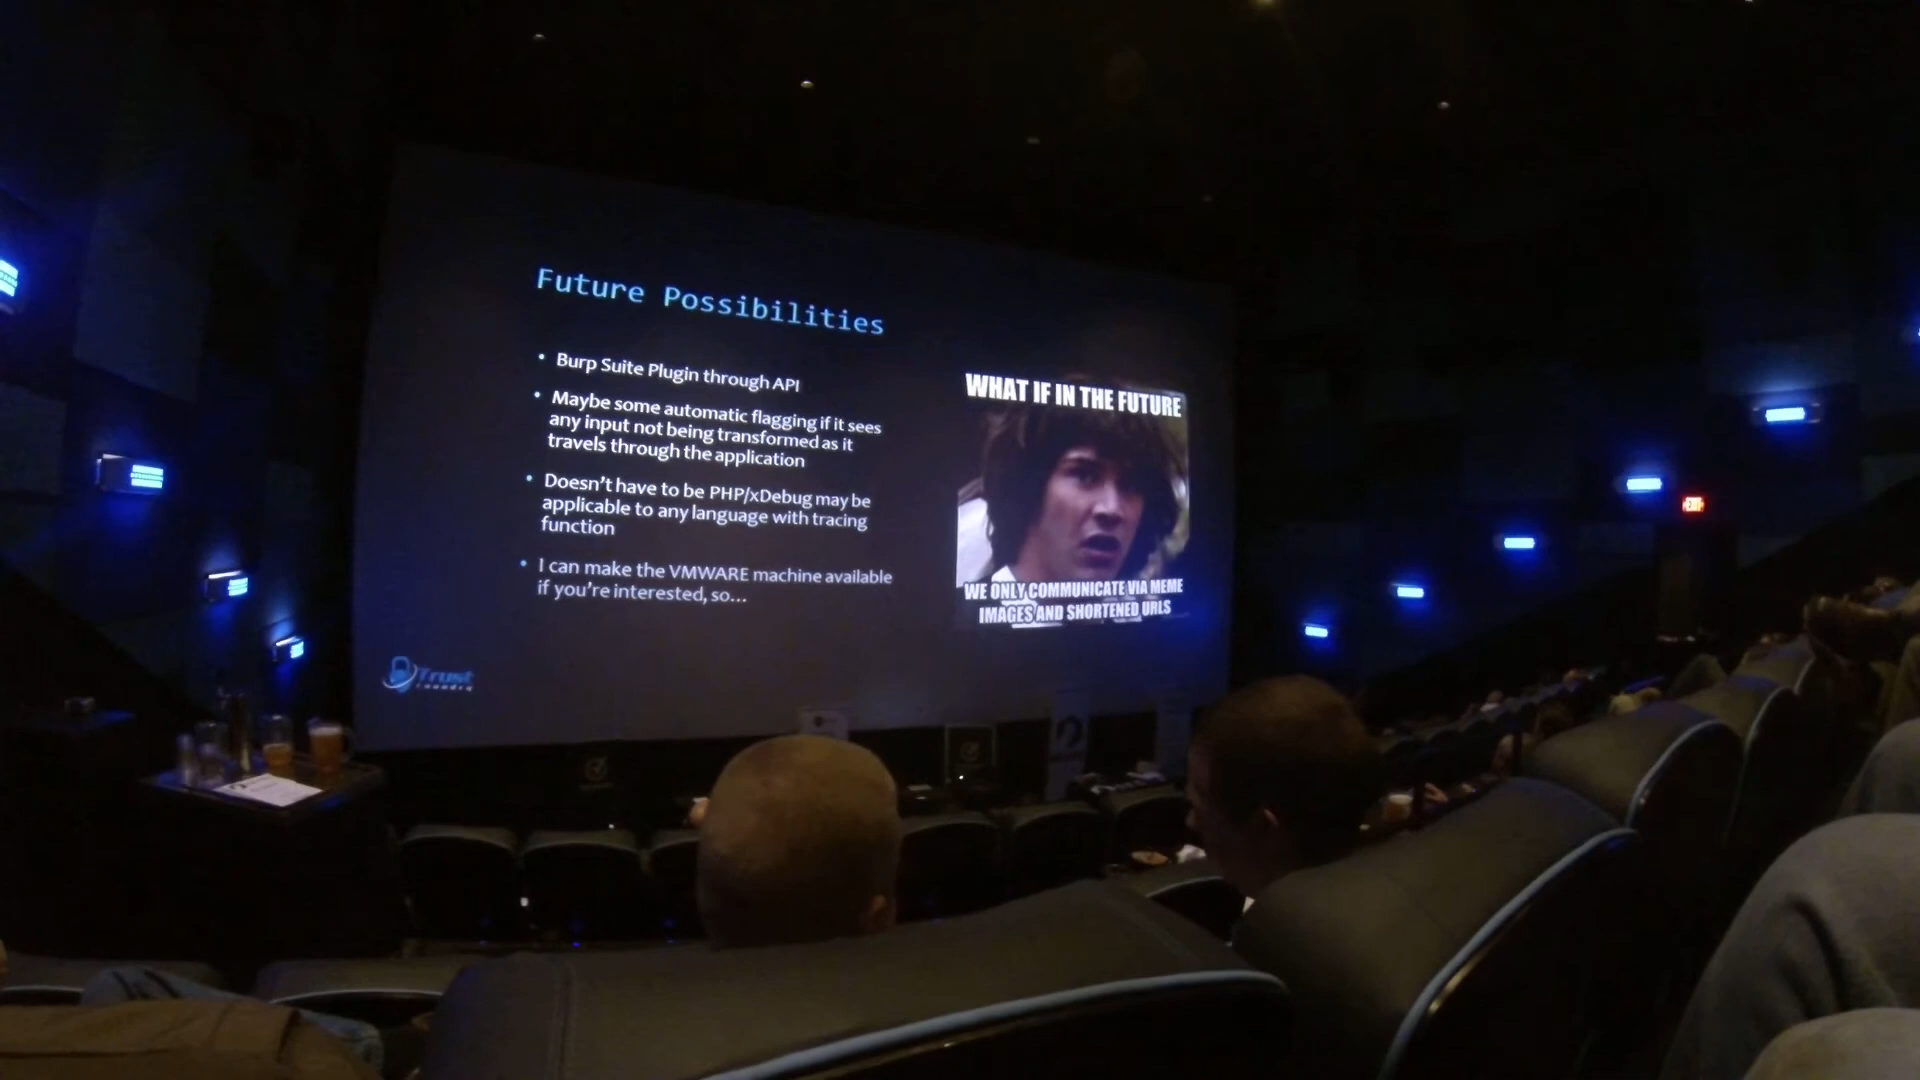 Future Possibilities
• Burp Suite Plugin through API
• Maybe some automatic flagging if it sees
any input not being transformed as it
travels through the application
• Doesn't have to be PHP/xDebug may be
applicable to any language with tracing
function
• I can make the VMWARE machine available
if you're interested, so...
WHAT IF IN THE FUTURE
WE ONLY COMMUNICATE VIA MEME
IMAGES AND SHORTENED URLS
Trust
Foundry
EXIT